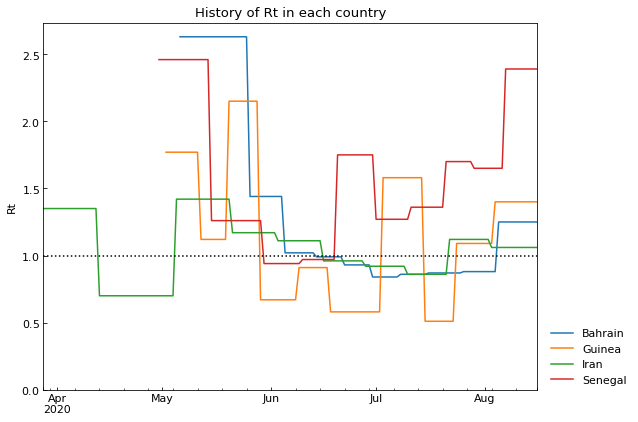 History of Rt in each country
Rt
2.5
2.0
1.5
1.0
0.5
0.0
Apr
2020
May
Jun
Jul
Aug
Bahrain
Guinea
Iran
Senegal